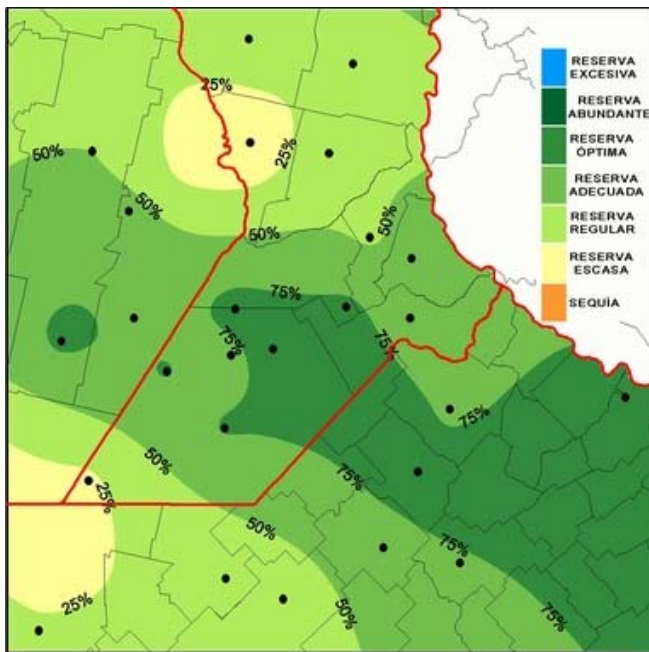 25%
RESERVA
EXCESIVA
RESERVA
ABUNDANTE
RESERVA
ÓPTIMA
RESERVA
ADECUADA
RESERVA
REGULAR
RESERVA
ESCASA
SEQUÍA
50%
25%
50%
50%
50%
75%
75%
75%
75%
50%
25%
75%
50%
75%
25%
50%
75%